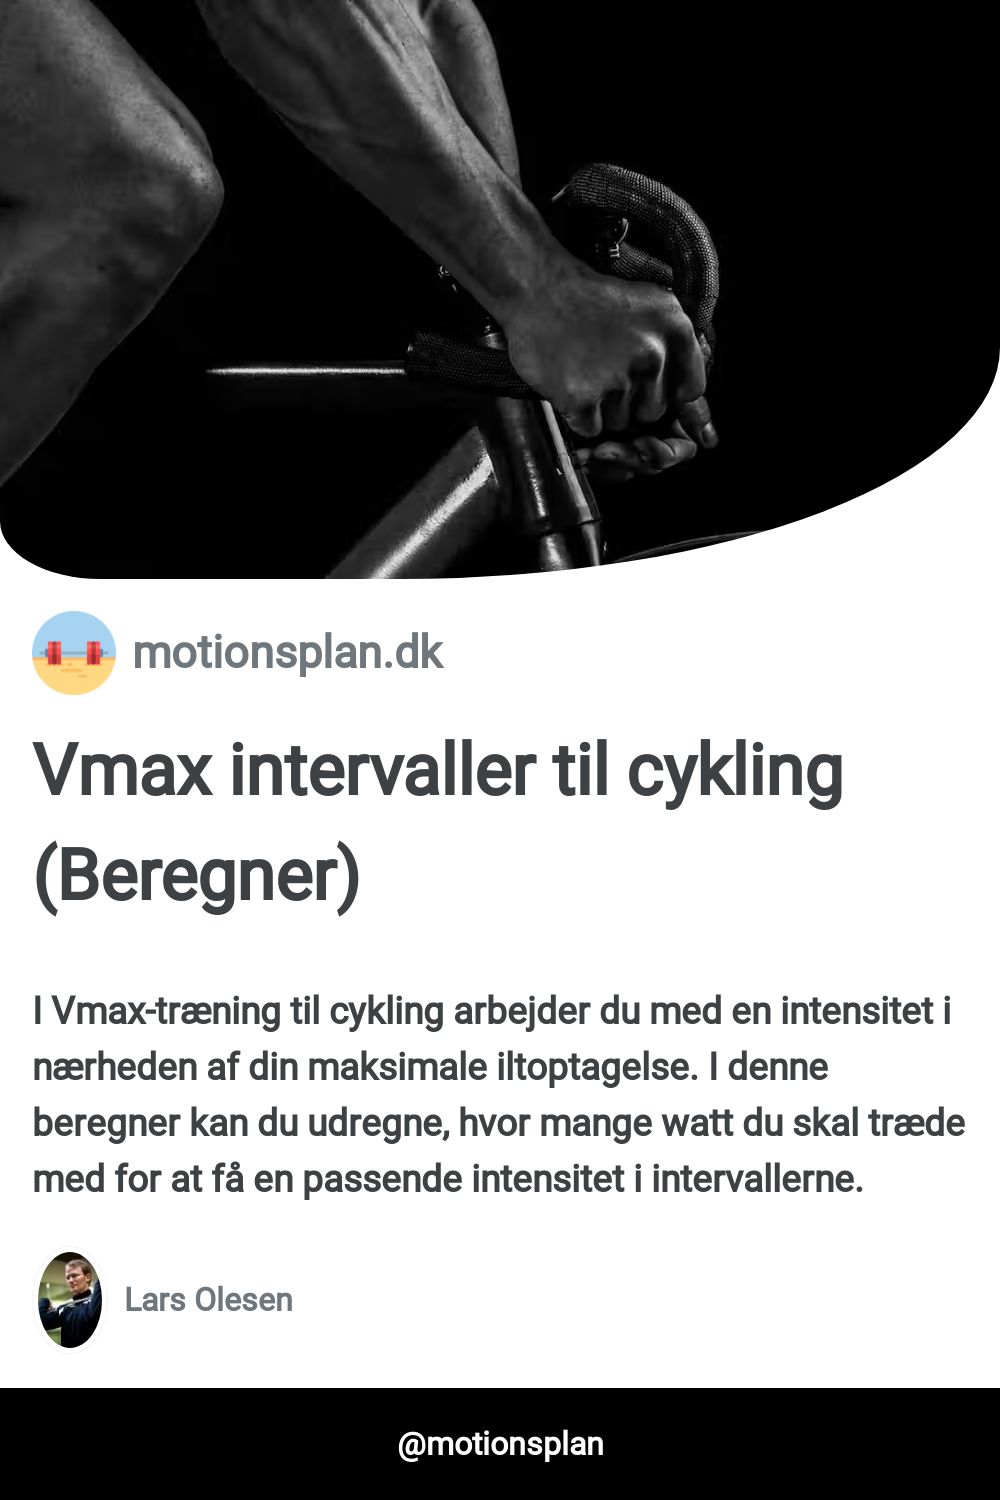 motionsplan.dk
Vmax intervaller til cykling
(Beregner)
I Vmax-træning til cykling arbejder du med en intensitet i
nærheden af din maksimale iltoptagelse. I denne
beregner kan du udregne, hvor mange watt du skal træde
med for at få en passende intensitet i intervallerne.
Lars Olesen
@motionsplan